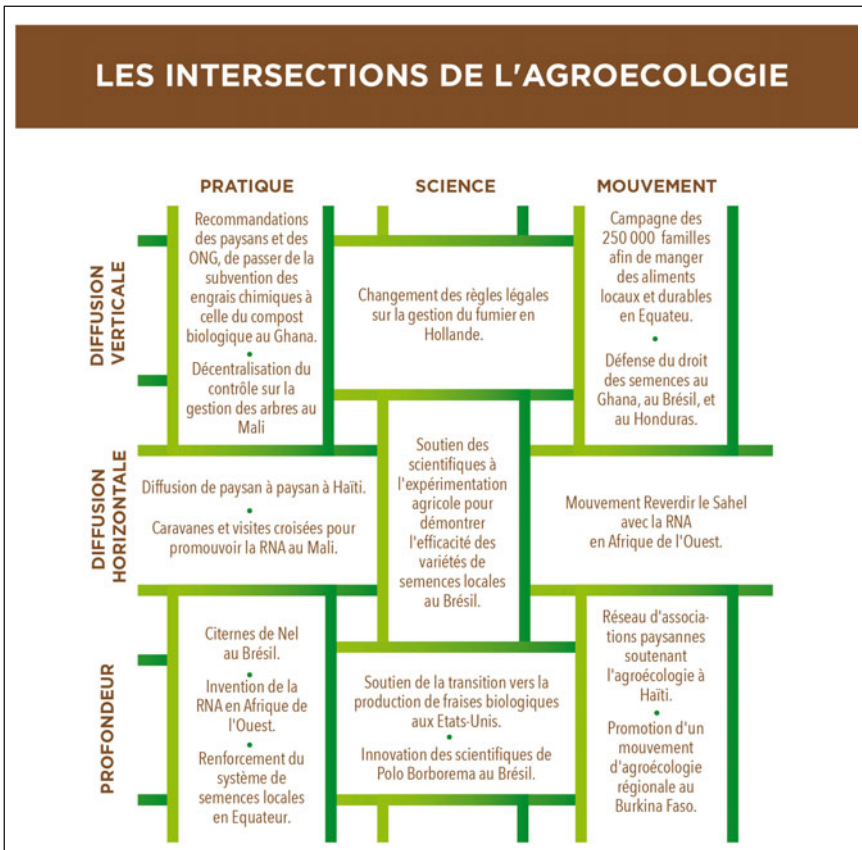 LES INTERSECTIONS DE L'AGROECOLOGIE
PRATIQUE
SCIENCE
MOUVEMENT
DIFFUSION
VERTICALE
Recommandations
des paysans et des
ONG, de passer de la
subvention des
engrais chimiques à
celle du compost
biologique au Ghana.
•
Décentralisation du
contrôle sur la
gestion des arbres au
Mali
Changement des règles légales
sur la gestion du fumier en
Hollande.
Campagne des
250 000 familles
afin de manger
des aliments
locaux et durables
en Equateu.
•
Défense du droit
des semences au
Ghana, au Brésil, et
au Honduras.
DIFFUSION
HORIZONTALE
Diffusion de paysan à paysan à Haïti.
•
Caravanes et visites croisées pour
promouvoir la RNA au Mali.
Soutien des
scientifiques à
l'expérimentation
agricole pour
démontrer
l'efficacité des
variétés de
semences locales
au Brésil.
Mouvement Reverdir le Sahel
avec la RNA
en Afrique de l'Ouest.
PROFONDEUR
Citernes de Nel
au Brésil.
•
Invention de la
RNA en Afrique de
l'Ouest.
•
Renforcement du
système de
semences locales
en Equateur.
Soutien de la transition vers la
production de fraises biologiques
aux Etats-Unis.
•
Innovation des scientifiques de
Polo Borborema au Brésil.
Réseau d'associa-
tions paysannes
soutenant
l'agroécologie à
Haïti.
•
Promotion d'un
mouvement
d'agroécologie
régionale au
Burkina Faso.